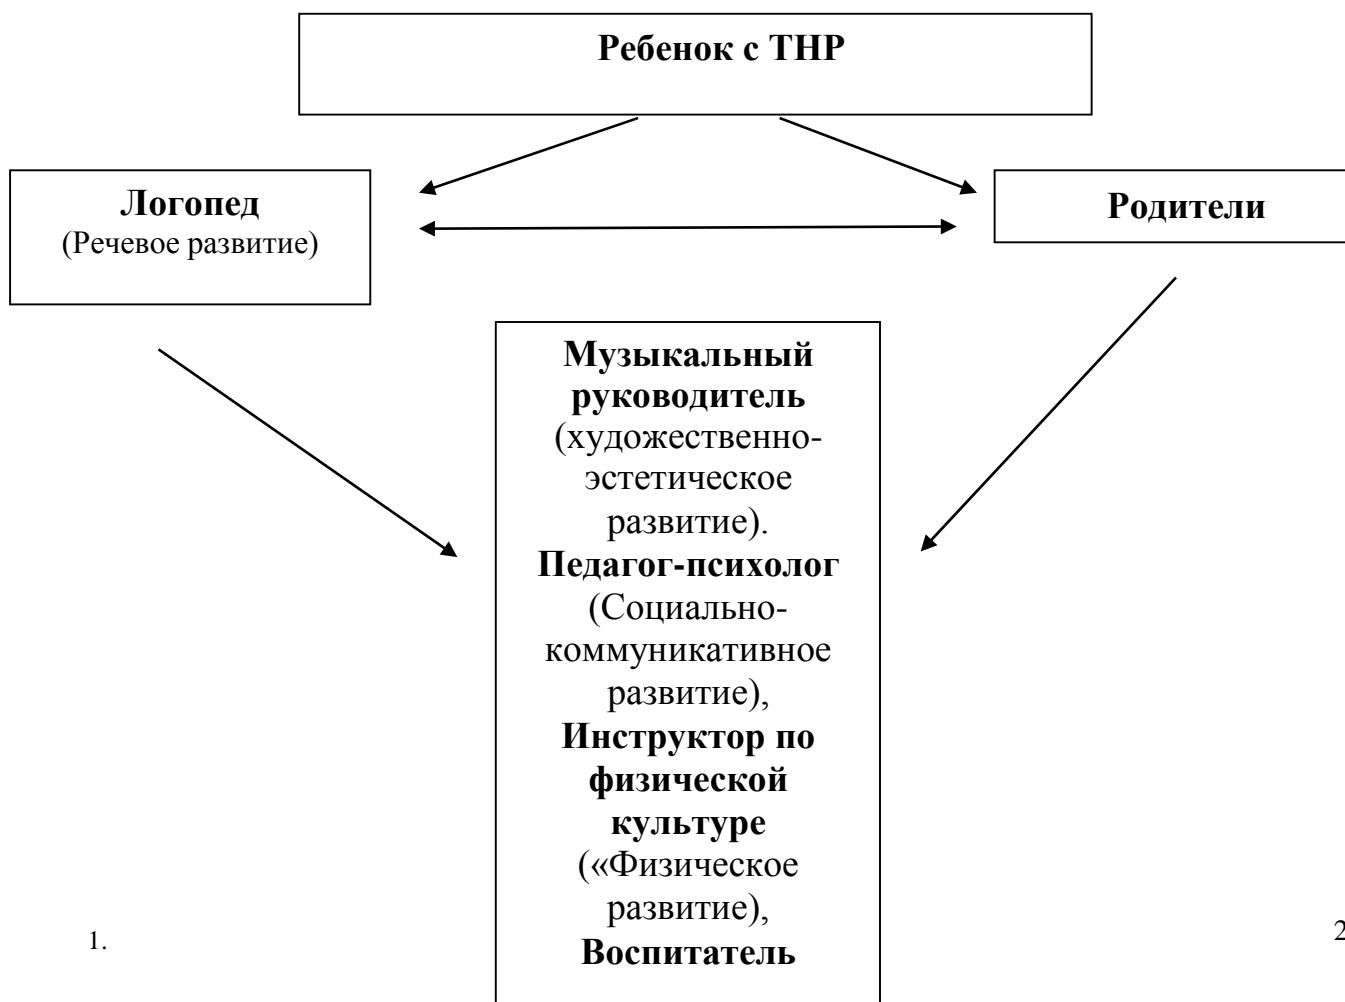 Ребенок с ТНР
Логопед
(Речевое развитие)
Родители
Музыкальный
руководитель
(художественно-
эстетическое
развитие).
Педагог-психолог
(Социально-
коммуникативное
развитие),
Инструктор по
физической
культуре
(«Физическое
развитие),
Воспитатель
1.
2